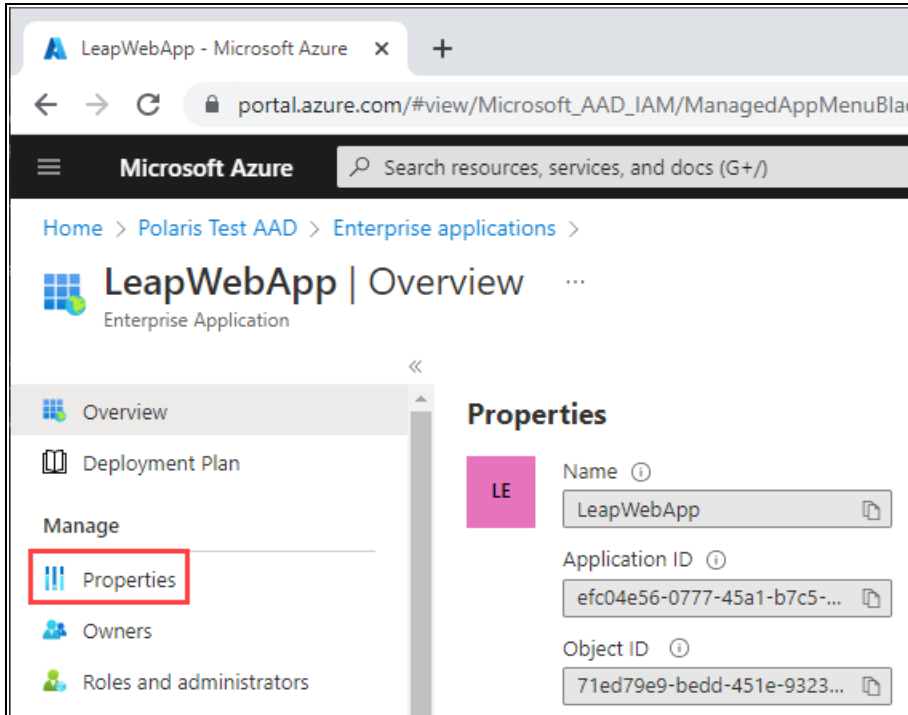 LeapWebApp - Microsoft Azure
portal.azure.com/#view/Microsoft_AAD_IAM/ManagedAppMenuBla
Microsoft Azure
Search resources, services, and docs (G+/)
Home > Polaris Test AAD > Enterprise applications >
LeapWebApp | Overview ...
Enterprise Application
Overview
Deployment Plan
Manage
Properties
Owners
Roles and administrators
Properties
LE
Name
LeapWebApp
Application ID
efc04e56-0777-45a1-b7c5-...
Object ID
71ed79e9-bedd-451e-9323...